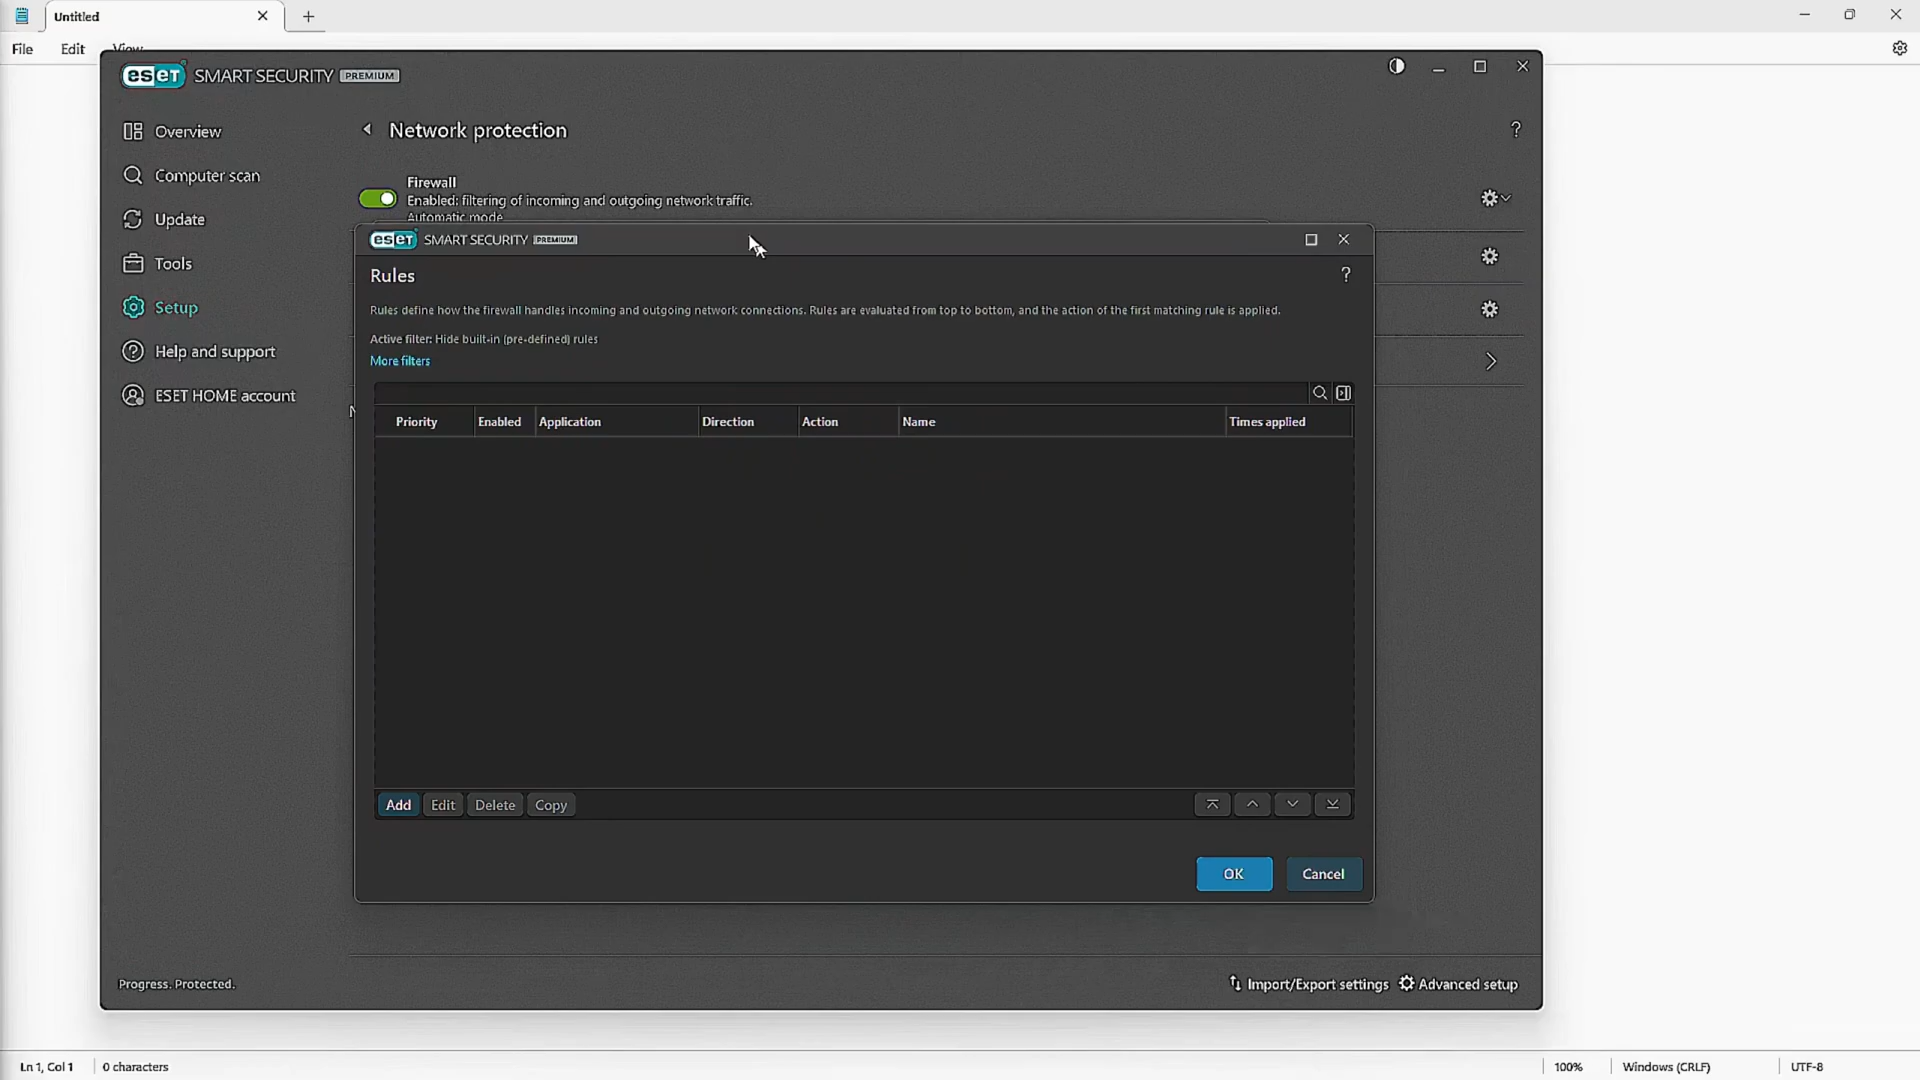 Untitled
File Edit View
eseT SMART SECURITY PREMIUM
Overview
Computer scan
Update
Tools
Setup
Help and support
ESET HOME account
Network protection
?
Firewall
Enabled: filtering of incoming and outgoing network traffic.
Automatic mode
eseT SMART SECURITY PREMIUM
Rules
?
Rules define how the firewall handles incoming and outgoing network connections. Rules are evaluated from top to bottom, and the action of the first matching rule is applied.
Active filter: Hide built-in (pre-defined) rules
More filters
Priority Enabled Application Direction Action Name Times applied
Add Edit Delete Copy
OK Cancel
Progress. Protected.
Import/Export settings Advanced setup
Ln 1, Col 1 0 characters 100% Windows (CRLF) UTF-8